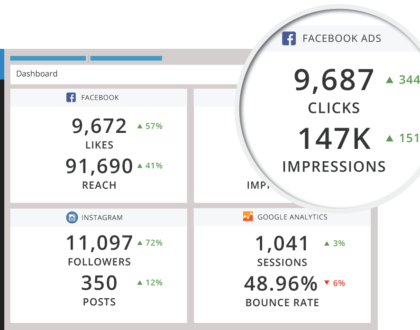 FACEBOOK ADS
9,687 ▲ 344
CLICKS
147K ▲ 151
IMPRESSIONS
Dashboard
FACEBOOK
9,672 ▲ 57%
LIKES
91,690 ▲ 41%
REACH
INSTAGRAM
11,097 ▲ 72%
FOLLOWERS
350 ▲ 12%
POSTS
GOOGLE ANALYTICS
1,041 ▲ 3%
SESSIONS
48.96% ▼ 6%
BOUNCE RATE